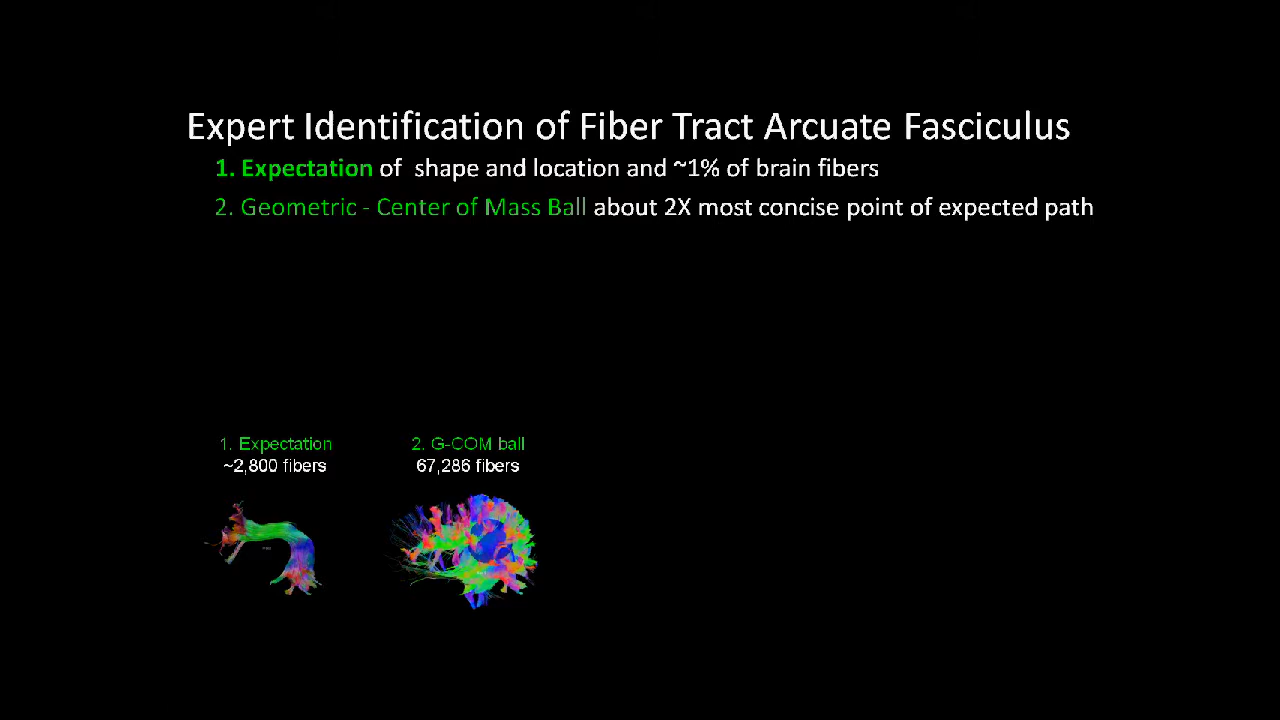 Expert Identification of Fiber Tract Arcuate Fasciculus
1. Expectation of shape and location and ~1% of brain fibers
2. Geometric - Center of Mass Ball about 2X most concise point of expected path
1. Expectation
~2,800 fibers
2. G-COM ball
67,286 fibers